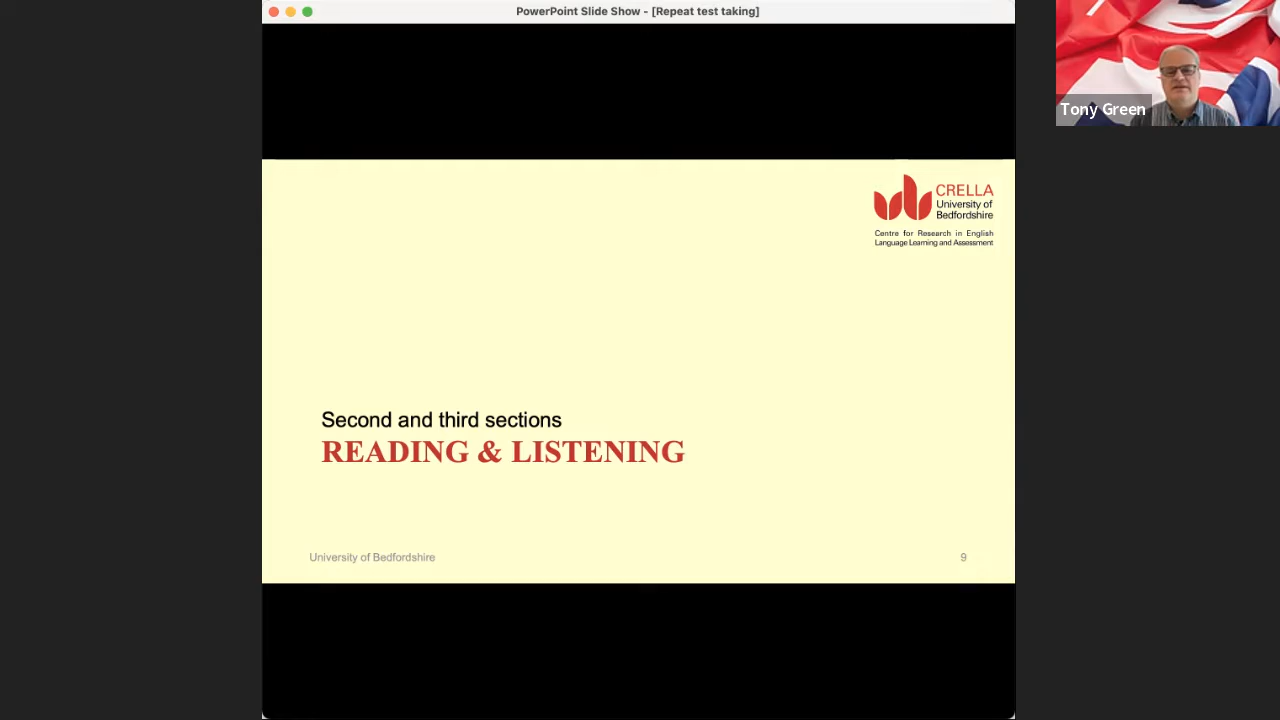 PowerPoint Slide Show - [Repeat test taking]
Tony Green
CRELLA
University of
Bedfordshire
Centre for Research in English
Language Learning and Assessment
Second and third sections
READING & LISTENING
University of Bedfordshire
9